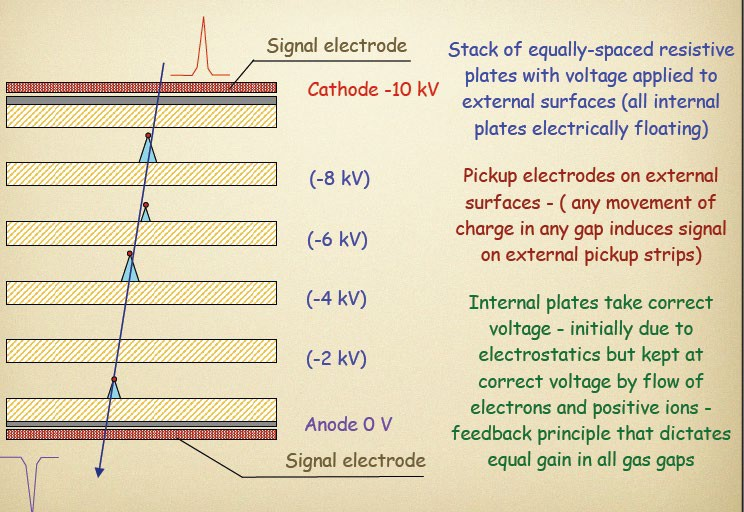 Signal electrode
Cathode -10 kV
(-8 kV)
(-6 kV)
(-4 kV)
(-2 kV)
Anode 0 V
Signal electrode
Stack of equally-spaced resistive
plates with voltage applied to
external surfaces (all internal
plates electrically floating)
Pickup electrodes on external
surfaces - ( any movement of
charge in any gap induces signal
on external pickup strips)
Internal plates take correct
voltage - initially due to
electrostatics but kept at
correct voltage by flow of
electrons and positive ions -
feedback principle that dictates
equal gain in all gas gaps